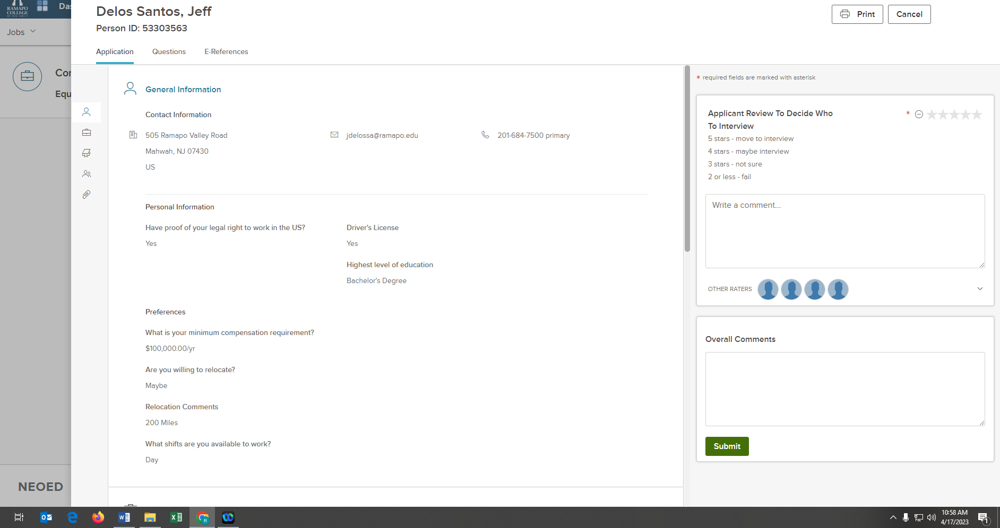 RAMAPO
COLLEGE
OF NEW JERSEY
Das
Jobs
Cor
Equ
NEOED
Delos Santos, Jeff
Person ID: 53303563
Print
Cancel
Application
Questions
E-References
General Information
Contact Information
505 Ramapo Valley Road
Mahwah, NJ 07430
US
jdelossa@ramapo.edu
201-684-7500 primary
Personal Information
Have proof of your legal right to work in the US?
Yes
Driver's License
Yes
Highest level of education
Bachelor's Degree
Preferences
What is your minimum compensation requirement?
$100,000.00/yr
Are you willing to relocate?
Maybe
Relocation Comments
200 Miles
What shifts are you available to work?
Day
* required fields are marked with asterisk
Applicant Review To Decide Who
To Interview
*
5 stars - move to interview
4 stars - maybe interview
3 stars - not sure
2 or less - fail
Write a comment...
OTHER RATERS
Overall Comments
Submit
10:58 AM
4/17/2023
1